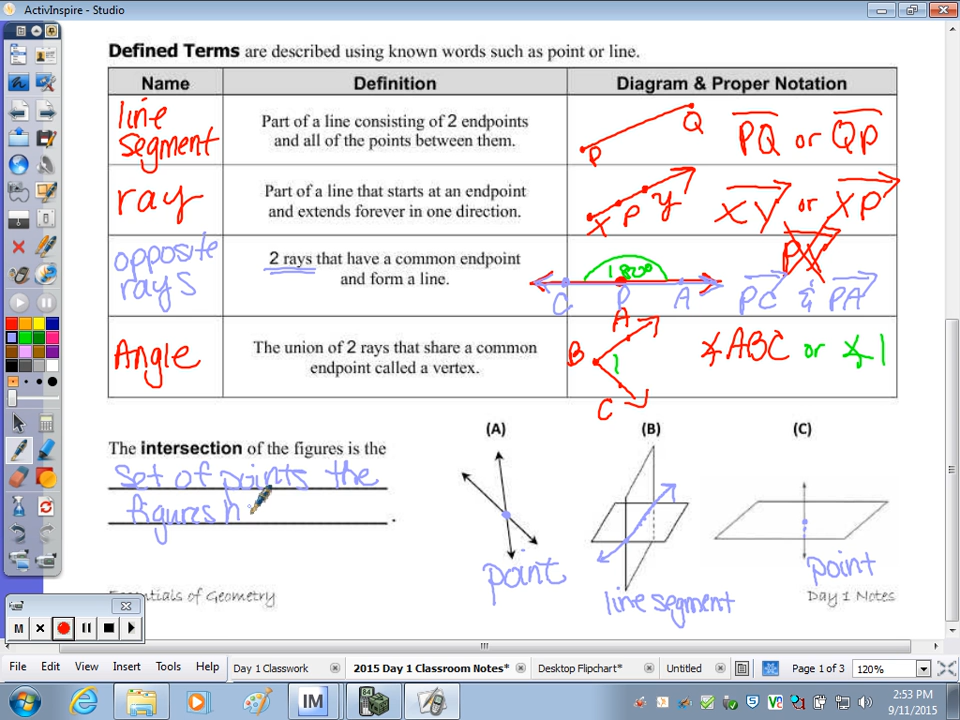 ActivInspire - Studio
Defined Terms are described using known words such as point or line.
Name Definition Diagram & Proper Notation
line segment
Part of a line consisting of 2 endpoints
and all of the points between them.
P Q
PQ or QP
ray
Part of a line that starts at an endpoint
and extends forever in one direction.
X P Y
XY or XP
opposite rays
2 rays that have a common endpoint
and form a line.
180°
C P A
PC & PA
Angle
The union of 2 rays that share a common
endpoint called a vertex.
A
B 1
C
∡ABC or ∡1
(A) (B) (C)
The intersection of the figures is the
set of points the
figures h
.
point
line segment
point
Essentials of Geometry
Day 1 Notes
M
File Edit View Insert Tools Help Day 1 Classwork 2015 Day 1 Classroom Notes* Desktop Flipchart* Untitled Page 1 of 3 120%
IM 84
2:53 PM
9/11/2015